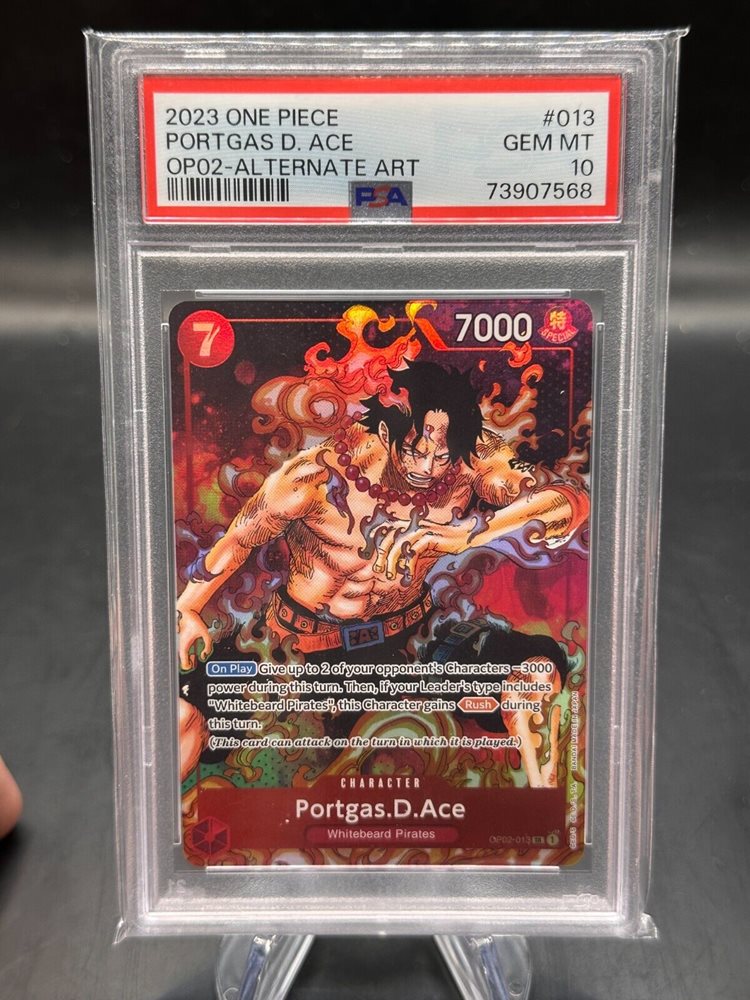 2023 ONE PIECE #013
PORTGAS D. ACE GEM MT
OP02-ALTERNATE ART 10
PSA 73907568
7 7000 特
SPECIAL
On Play Give up to 2 of your opponent's Characters −3000
power during this turn. Then, if your Leader's type includes
"Whitebeard Pirates", this Character gains Rush during
this turn.
(This card can attack on the turn in which it is played.)
CHARACTER
Portgas.D.Ace
Whitebeard Pirates
OP02-013 SR 1